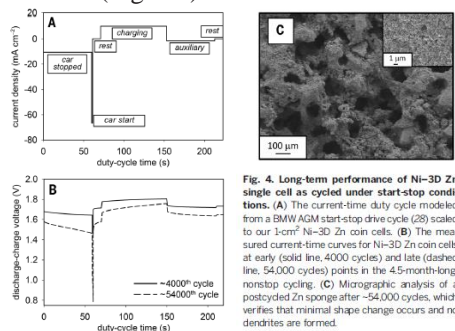 A
20
0
-20
-40
-60
-80
current density (mA cm⁻²)
car stopped
rest
charging
car start
auxiliary
rest
0 50 100 150 200
duty-cycle time (s)
B
1.8
1.6
1.4
1.2
1.0
0.8
discharge-charge voltage (V)
4000th cycle
54000th cycle
0 50 100 150 200
duty-cycle time (s)
C
1 μm
100 μm
Fig. 4. Long-term performance of Ni–3D Zn
single cell as cycled under start-stop condi
tions. (A) The current-time duty cycle modele
from a BMW AGM start-stop drive cycle (28) scale
to our 1-cm² Ni–3D Zn coin cells. (B) The mea
sured current-time curves for Ni–3D Zn coin cell
at early (solid line, 4000 cycles) and late (dashe
line, 54,000 cycles) points in the 4.5-month-long
nonstop cycling. (C) Micrographic analysis of
postcycled Zn sponge after ~54,000 cycles, which
verifies that minimal shape change occurs and no
dendrites are formed.